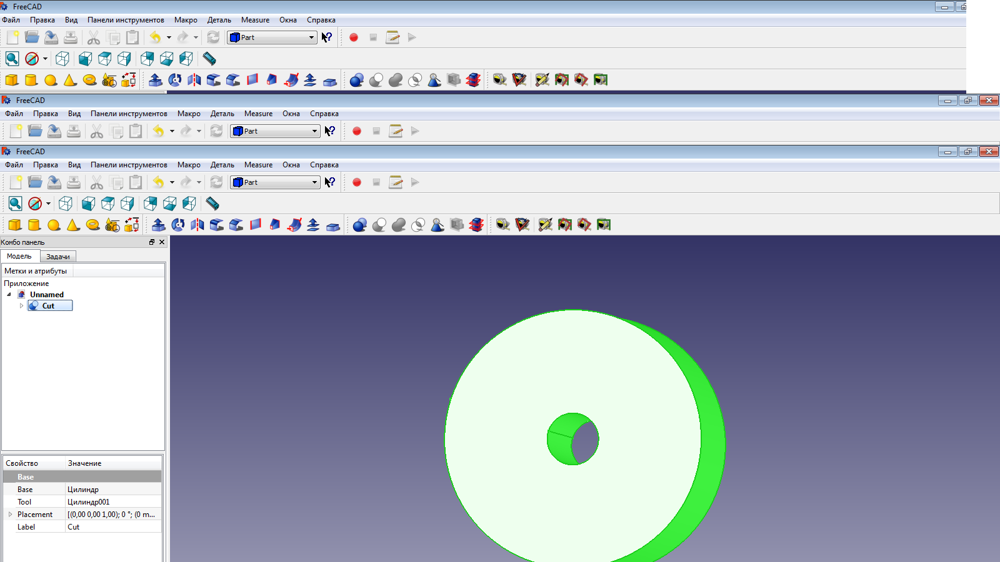 FreeCAD
Файл Правка Вид Панели инструментов Макро Деталь Measure Окна Справка
Part
FreeCAD
Файл Правка Вид Панели инструментов Макро Деталь Measure Окна Справка
Part
FreeCAD
Файл Правка Вид Панели инструментов Макро Деталь Measure Окна Справка
Part
Комбо панель
Модель Задачи
Метки и атрибуты
Приложение
Unnamed
Cut
Свойство Значение
Base
Base Цилиндр
Tool Цилиндр001
Placement [(0,00 0,00 1,00); 0 °; (0 m...
Label Cut